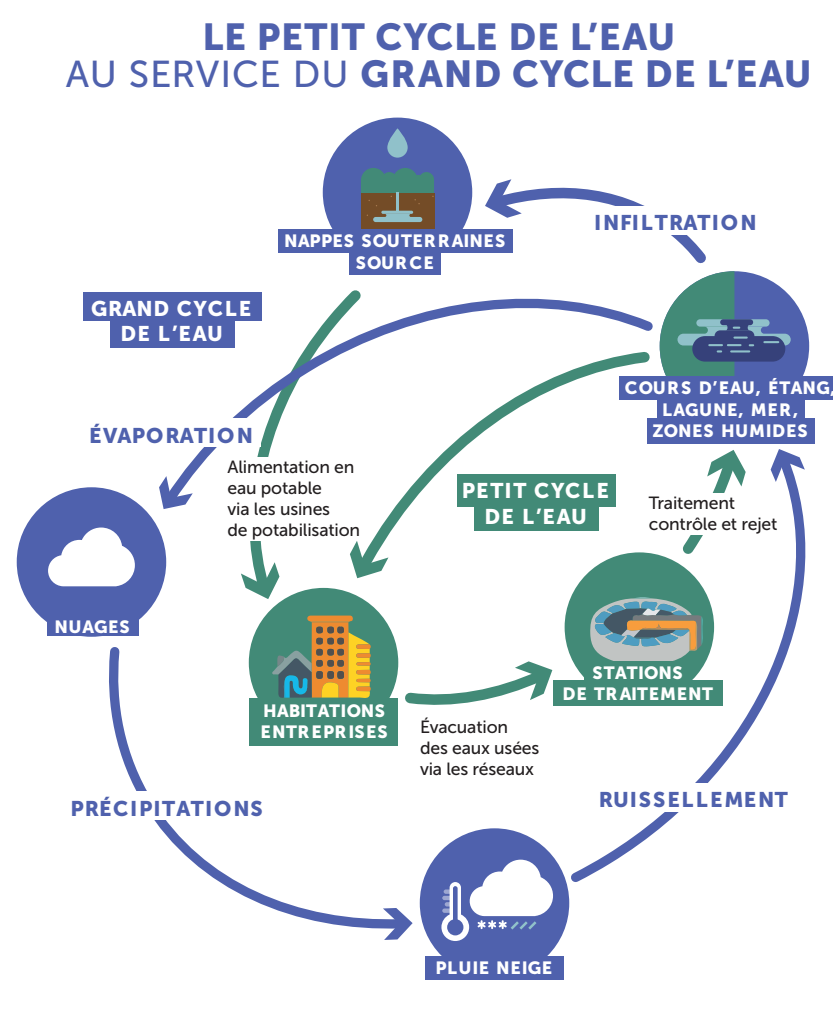 LE PETIT CYCLE DE L'EAU
AU SERVICE DU GRAND CYCLE DE L'EAU
NAPPES SOUTERRAINES
SOURCE
INFILTRATION
GRAND CYCLE
DE L'EAU
COURS D'EAU, ÉTANG,
LAGUNE, MER,
ZONES HUMIDES
ÉVAPORATION
Alimentation en
eau potable
via les usines
de potabilisation
PETIT CYCLE
DE L'EAU
Traitement
contrôle et rejet
NUAGES
STATIONS
DE TRAITEMENT
HABITATIONS
ENTREPRISES
Évacuation
des eaux usées
via les réseaux
PRÉCIPITATIONS
RUISSELLEMENT
PLUIE NEIGE